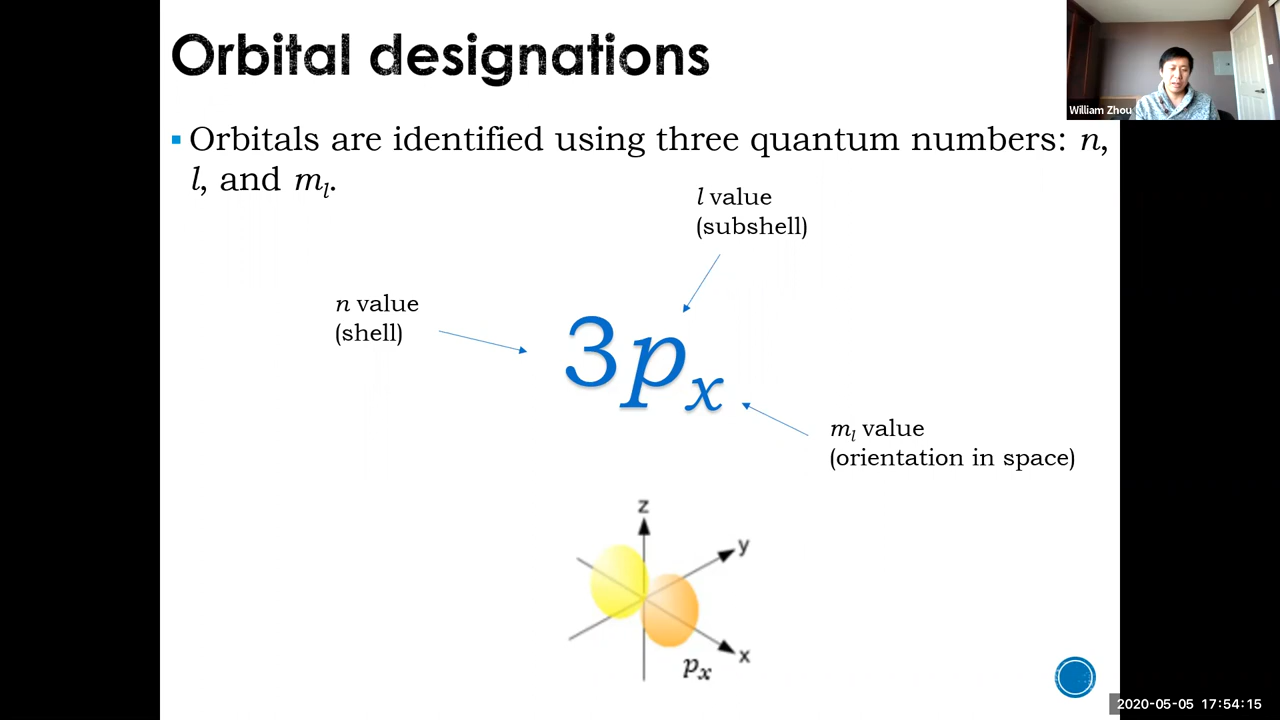 Orbital designations
William Zhou
▪ Orbitals are identified using three quantum numbers: n,
l, and mₗ.
l value
(subshell)
n value
(shell)
3pₓ
mₗ value
(orientation in space)
z
y
x
pₓ
2020-05-05 17:54:15